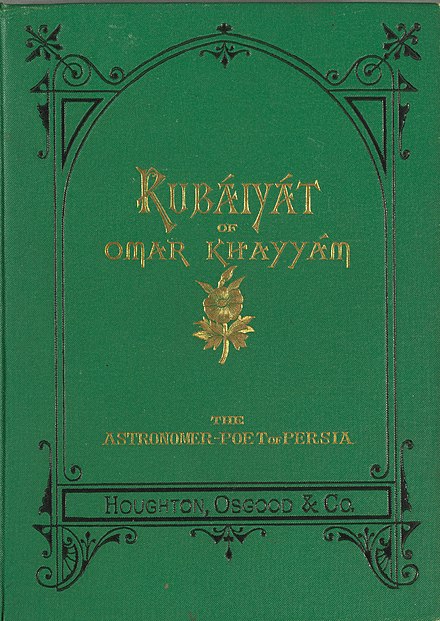 RUBÁIYÁT
OF
OMAR KHAYYÁM
THE
ASTRONOMER-POET OF PERSIA
HOUGHTON, OSGOOD & CO.